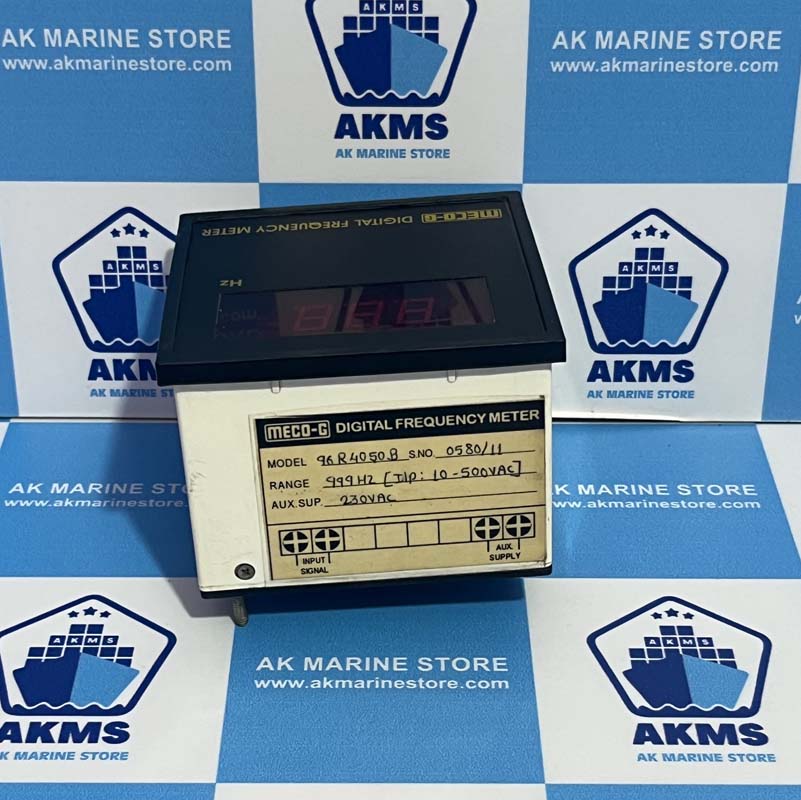 AK MARINE STORE
www.akmarinestore.com
AKMS
AK MARINE STORE
AK MARINE STORE
www.akmarinestore.com
AKMS
AKMS
AK MARINE STORE
AKMS
AKMS
AK MARINE STORE
MECO-G DIGITAL FREQUENCY METER
Hz
MECO-G DIGITAL FREQUENCY METER
MODEL 96R4050B S.NO. 0580/11
RANGE 999HZ [I/p: 10-500VAC]
AUX.SUP. 230VAC
INPUT
SIGNAL
AUX.
SUPPLY
AK MARINE STORE
www.akmarinestore.com
AK MARINE STORE
www.akmarinestore.com
AKMS
AKMS
AK MARINE STORE
AK MARINE STORE
www.akmarinestore.com
AKMS
AKMS
AK MARINE STORE